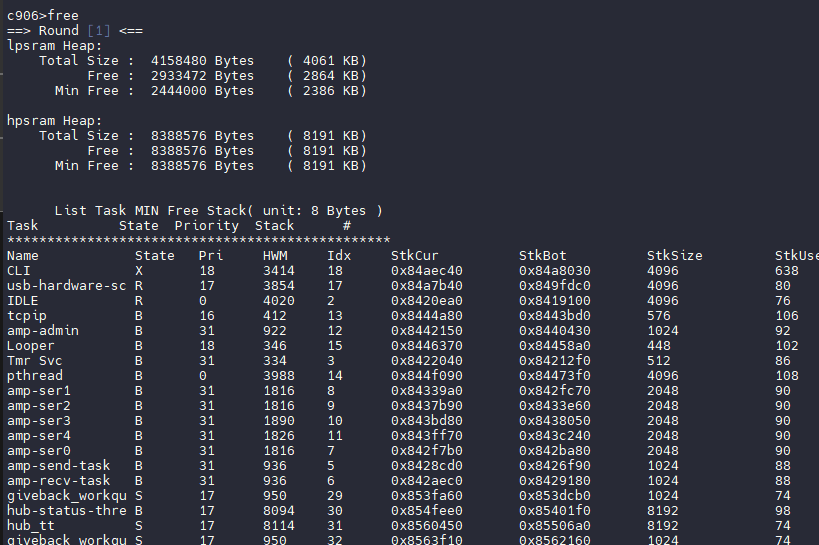 c906>free
==> Round [1] <==
lpsram Heap:
    Total Size :  4158480 Bytes    ( 4061 KB)
          Free :  2933472 Bytes    ( 2864 KB)
      Min Free :  2444000 Bytes    ( 2386 KB)

hpsram Heap:
    Total Size :  8388576 Bytes    ( 8191 KB)
          Free :  8388576 Bytes    ( 8191 KB)
      Min Free :  8388576 Bytes    ( 8191 KB)

      List Task MIN Free Stack( unit: 8 Bytes )
Task          State  Priority  Stack      #
************************************************
Name            State   Pri     HWM     Idx     StkCur          StkBot          StkSize         StkUse
CLI             X       18      3414    18      0x84aec40       0x84a8030       4096            638
usb-hardware-sc R       17      3854    17      0x84a7b40       0x849fdc0       4096            80
IDLE            R       0       4020    2       0x8420ea0       0x8419100       4096            76
tcpip           B       16      412     13      0x8444a80       0x8443bd0       576             106
amp-admin       B       31      922     12      0x8442150       0x8440430       1024            92
Looper          B       18      346     15      0x8446370       0x84458a0       448             102
Tmr Svc         B       31      334     3       0x8422040       0x84212f0       512             86
pthread         B       0       3988    14      0x844f090       0x84473f0       4096            108
amp-ser1        B       31      1816    8       0x84339a0       0x842fc70       2048            90
amp-ser2        B       31      1816    9       0x8437b90       0x8433e60       2048            90
amp-ser3        B       31      1890    10      0x843bd80       0x8438050       2048            90
amp-ser4        B       31      1826    11      0x843ff70       0x843c240       2048            90
amp-ser0        B       31      1816    7       0x842f7b0       0x842ba80       2048            90
amp-send-task   B       31      936     5       0x8428cd0       0x8426f90       1024            88
amp-recv-task   B       31      936     6       0x842aec0       0x8429180       1024            88
giveback_workqu S       17      950     29      0x853fa60       0x853dcb0       1024            74
hub-status-thre B       17      8094    30      0x854fee0       0x85401f0       8192            98
hub_tt          S       17      8114    31      0x8560450       0x85506a0       8192            74
giveback_workqu S       17      950     32      0x8563f10       0x8562160       1024            74